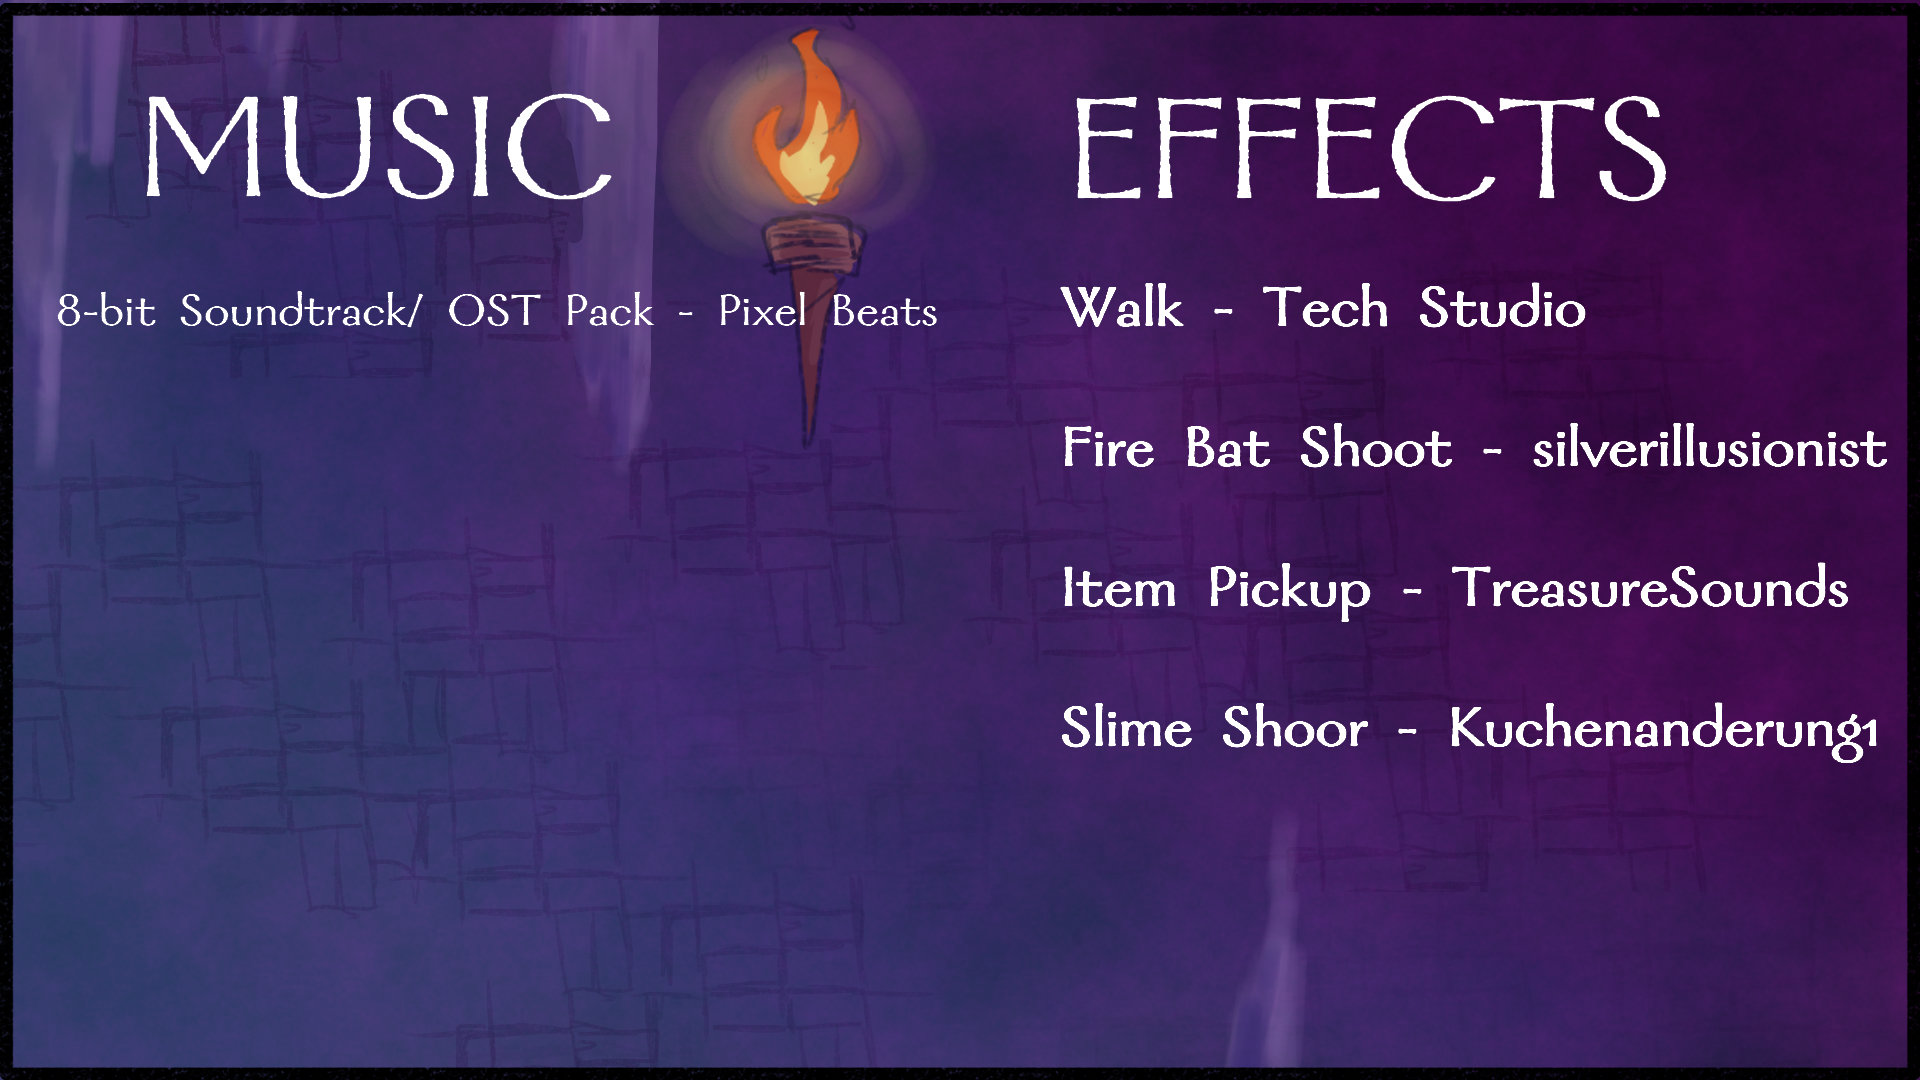 MUSIC
8-bit Soundtrack/ OST Pack - Pixel Beats
EFFECTS
Walk - Tech Studio
Fire Bat Shoot - silverillusionist
Item Pickup - TreasureSounds
Slime Shoor - Kuchenanderung1